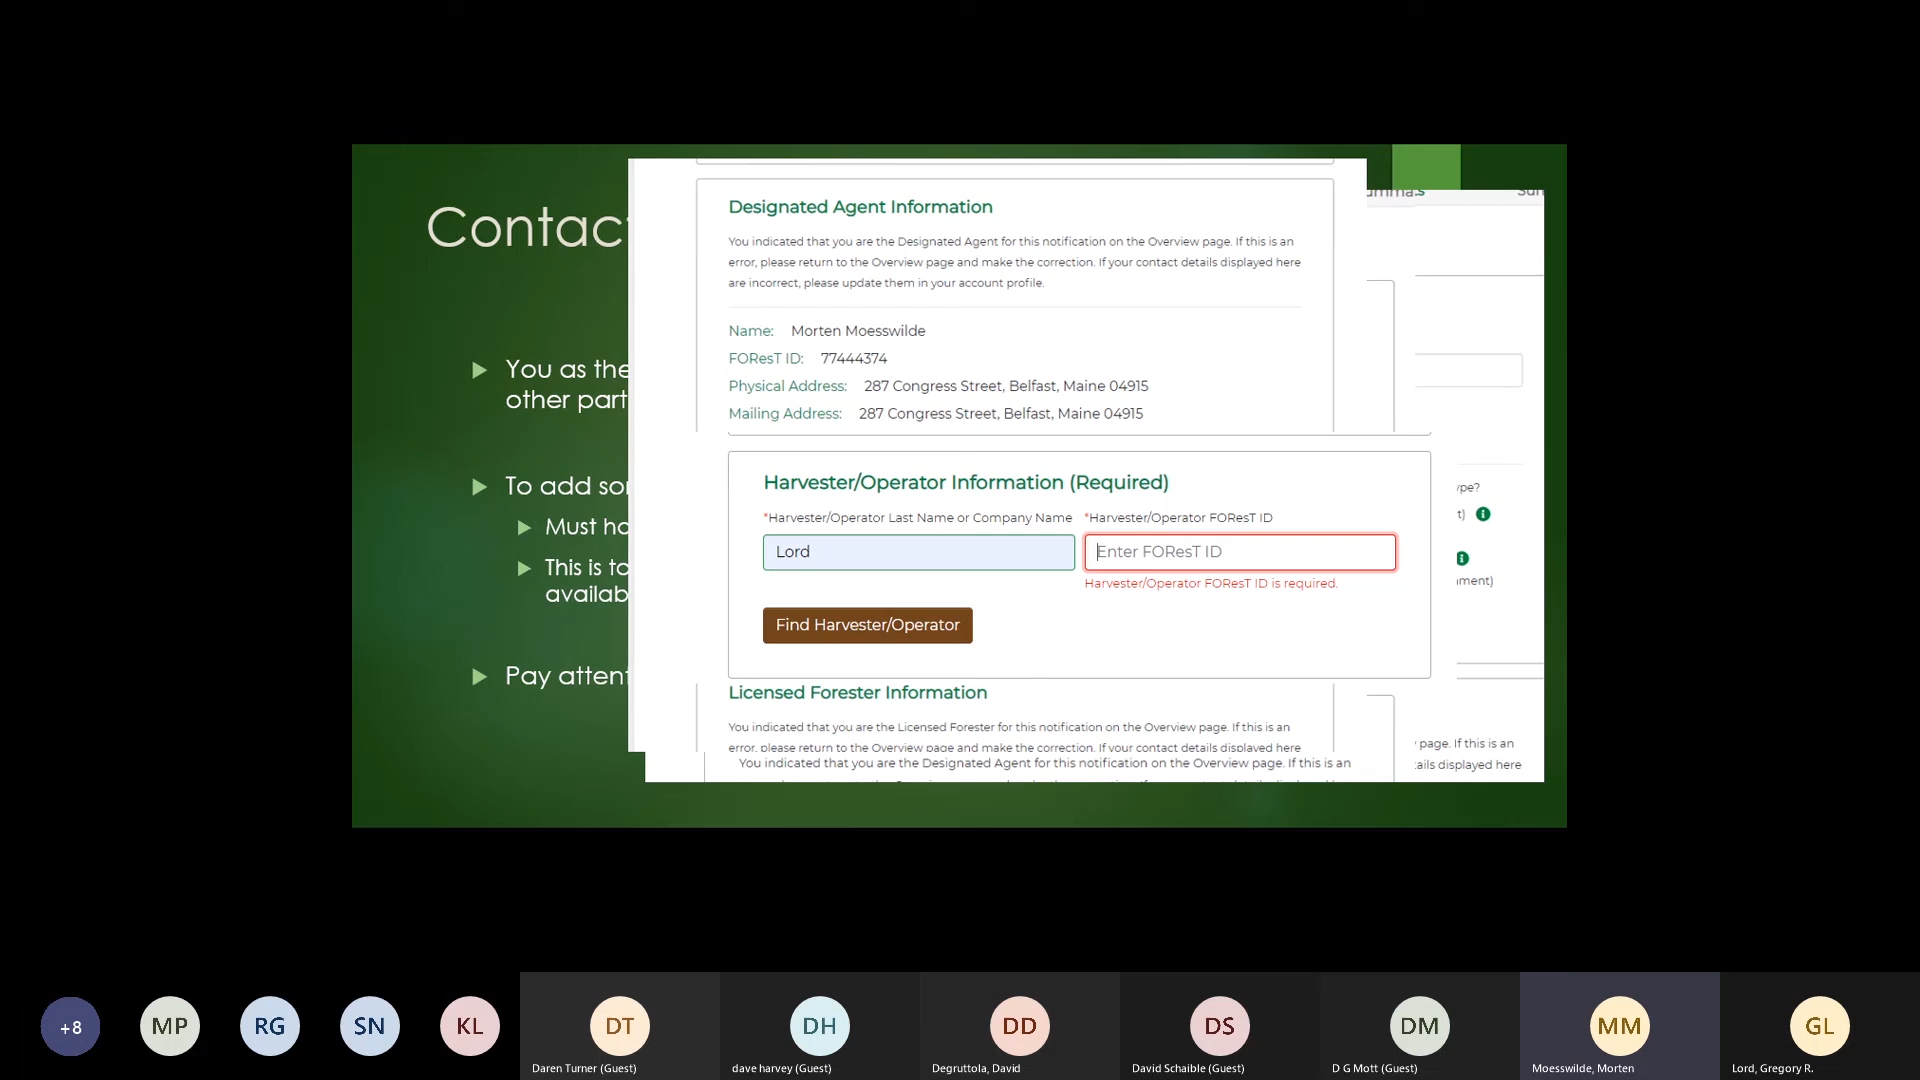 Contact
You as the
other part
To add so
Must ha
This is to
availab
Pay attent
Designated Agent Information
You indicated that you are the Designated Agent for this notification on the Overview page. If this is an
error, please return to the Overview page and make the correction. If your contact details displayed here
are incorrect, please update them in your account profile.
Name: Morten Moesswilde
FOResT ID: 77444374
Physical Address: 287 Congress Street, Belfast, Maine 04915
Mailing Address: 287 Congress Street, Belfast, Maine 04915
Harvester/Operator Information (Required)
*Harvester/Operator Last Name or Company Name *Harvester/Operator FOResT ID
Lord Enter FOResT ID
Harvester/Operator FOResT ID is required.
Find Harvester/Operator
Licensed Forester Information
You indicated that you are the Licensed Forester for this notification on the Overview page. If this is an
error, please return to the Overview page and make the correction. If your contact details displayed here
You indicated that you are the Designated Agent for this notification on the Overview page. If this is an
ype?
t)
ment)
page. If this is an
ails displayed here
+8
MP
RG
SN
KL
DT
Daren Turner (Guest)
DH
dave harvey (Guest)
DD
Degruttola, David
DS
David Schaible (Guest)
DM
D G Mott (Guest)
MM
Moesswilde, Morten
GL
Lord, Gregory R.